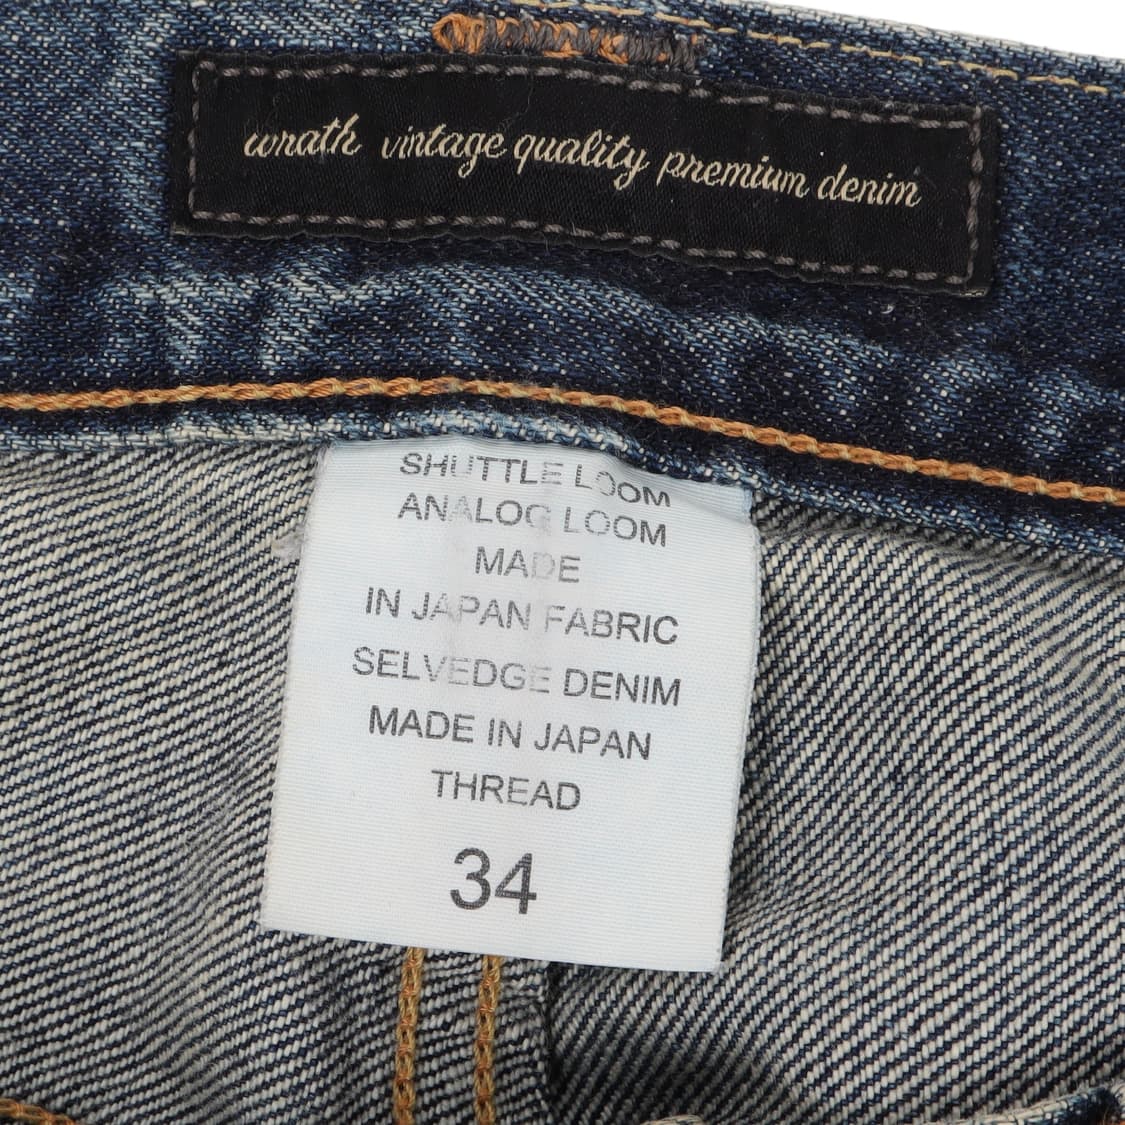 wrath vintage quality premium denim
SHUTTLE LOOM
ANALOG LOOM
MADE
IN JAPAN FABRIC
SELVEDGE DENIM
MADE IN JAPAN
THREAD
34